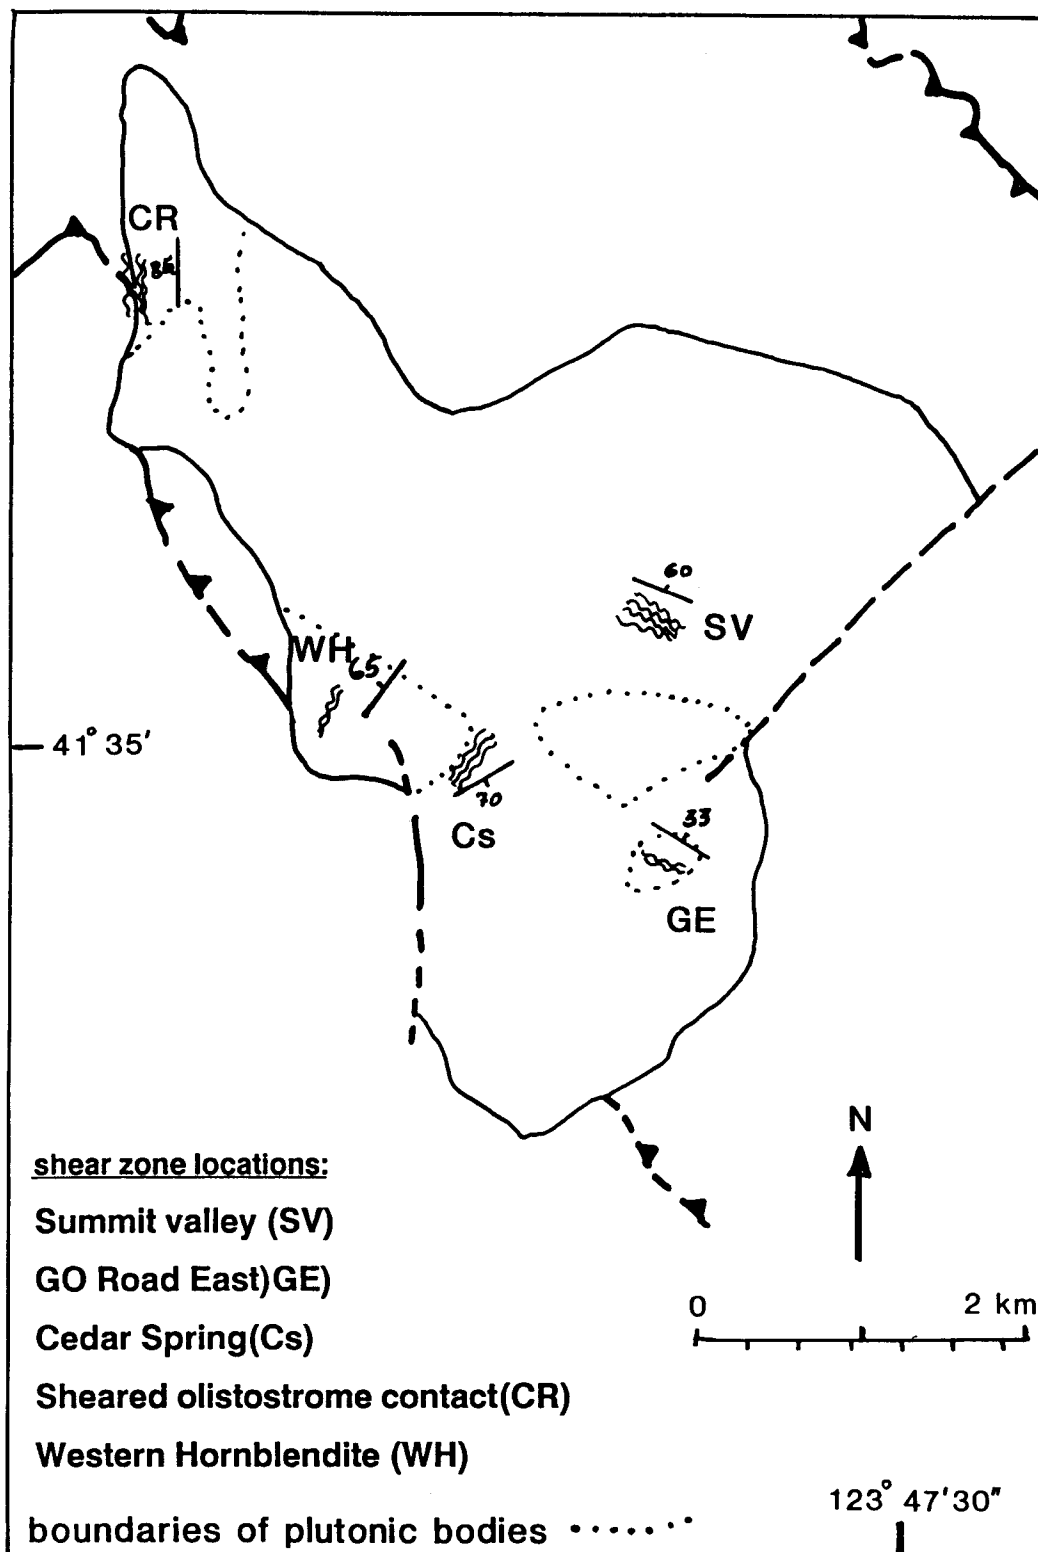 CR
85
60
SV
WH
65
41° 35'
70
Cs
33
GE
N
shear zone locations:
Summit valley (SV)
GO Road East)GE)
Cedar Spring(Cs)
Sheared olistostrome contact(CR)
Western Hornblendite (WH)
boundaries of plutonic bodies
0 2 km
123° 47'30"